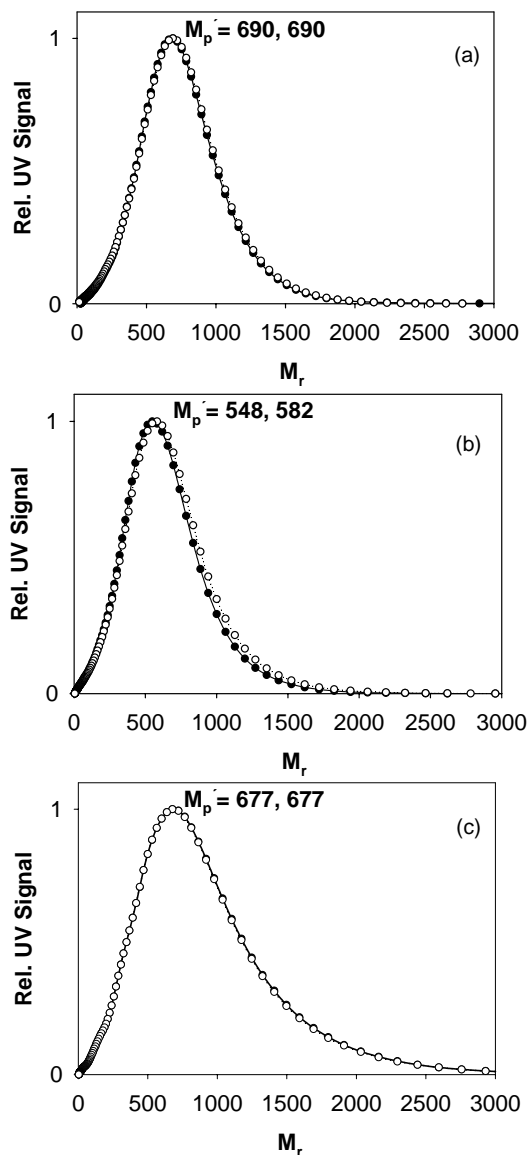 M_p´= 690, 690
(a)
1
Rel. UV Signal
0
0 500 1000 1500 2000 2500 3000
M_r
M_p´= 548, 582
(b)
1
Rel. UV Signal
0
0 500 1000 1500 2000 2500 3000
M_r
M_p´= 677, 677
(c)
1
Rel. UV Signal
0
0 500 1000 1500 2000 2500 3000
M_r